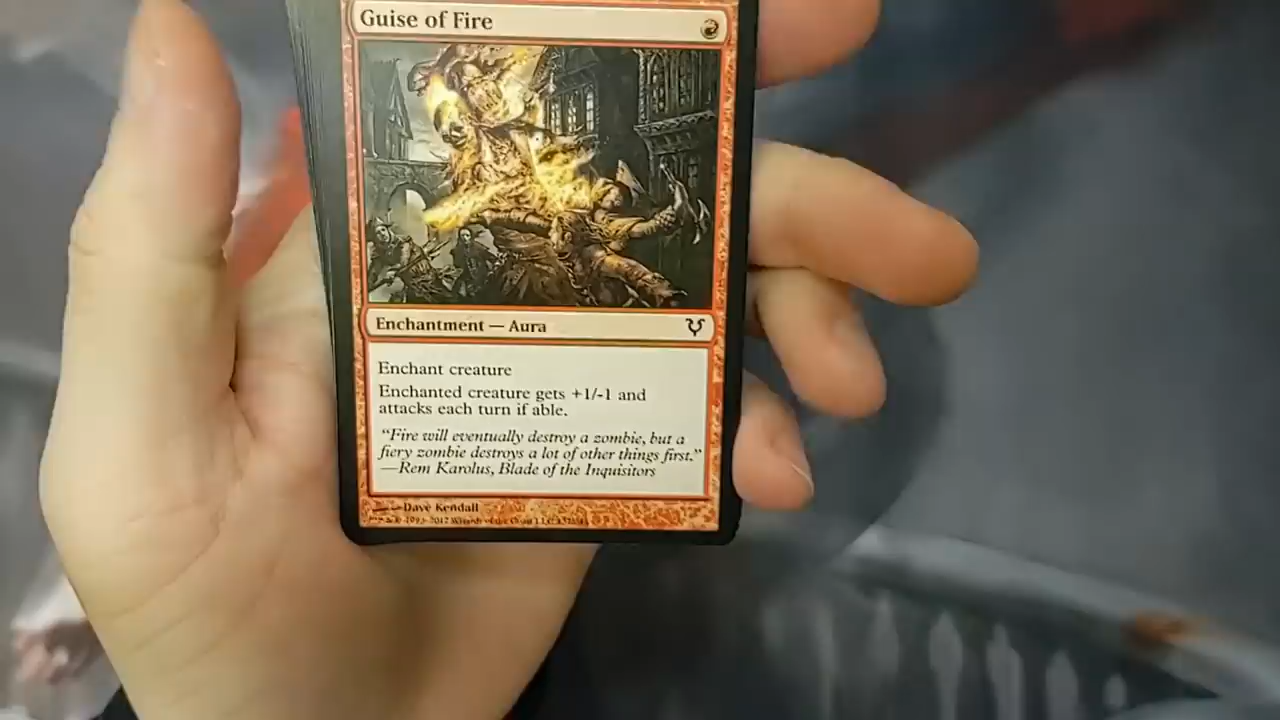 Guise of Fire
Enchantment — Aura
Enchant creature
Enchanted creature gets +1/-1 and
attacks each turn if able.
“Fire will eventually destroy a zombie, but a
fiery zombie destroys a lot of other things first.”
—Rem Karolus, Blade of the Inquisitors
Dave Kendall